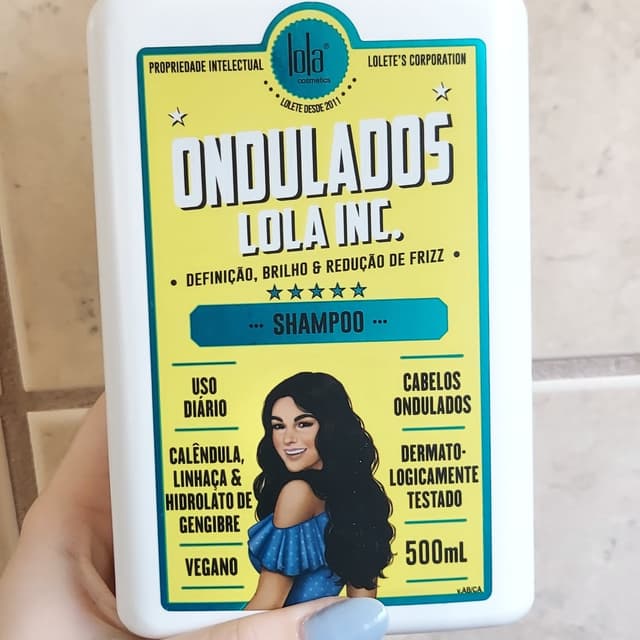 PROPRIEDADE INTELECTUAL
lola®
cosmetics
LOLETE'S CORPORATION
LOLETE DESDE 2011
ONDULADOS
LOLA INC.
• DEFINIÇÃO, BRILHO & REDUÇÃO DE FRIZZ •
··· SHAMPOO ···
USO
DIÁRIO
CALÊNDULA,
LINHAÇA &
HIDROLATO DE
GENGIBRE
VEGANO
CABELOS
ONDULADOS
DERMATO-
LOGICAMENTE
TESTADO
500mL